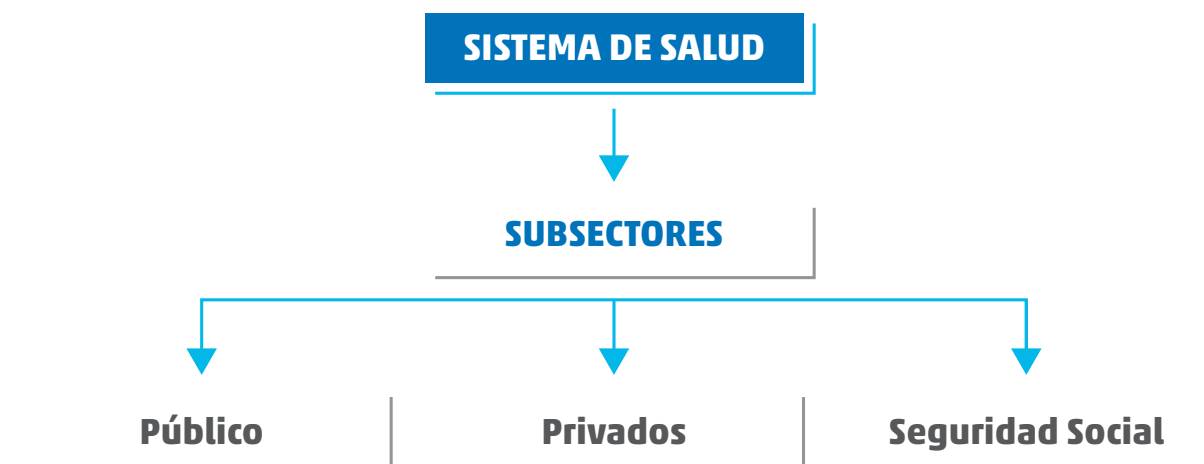 SISTEMA DE SALUD
SUBSECTORES
Público
Privados
Seguridad Social